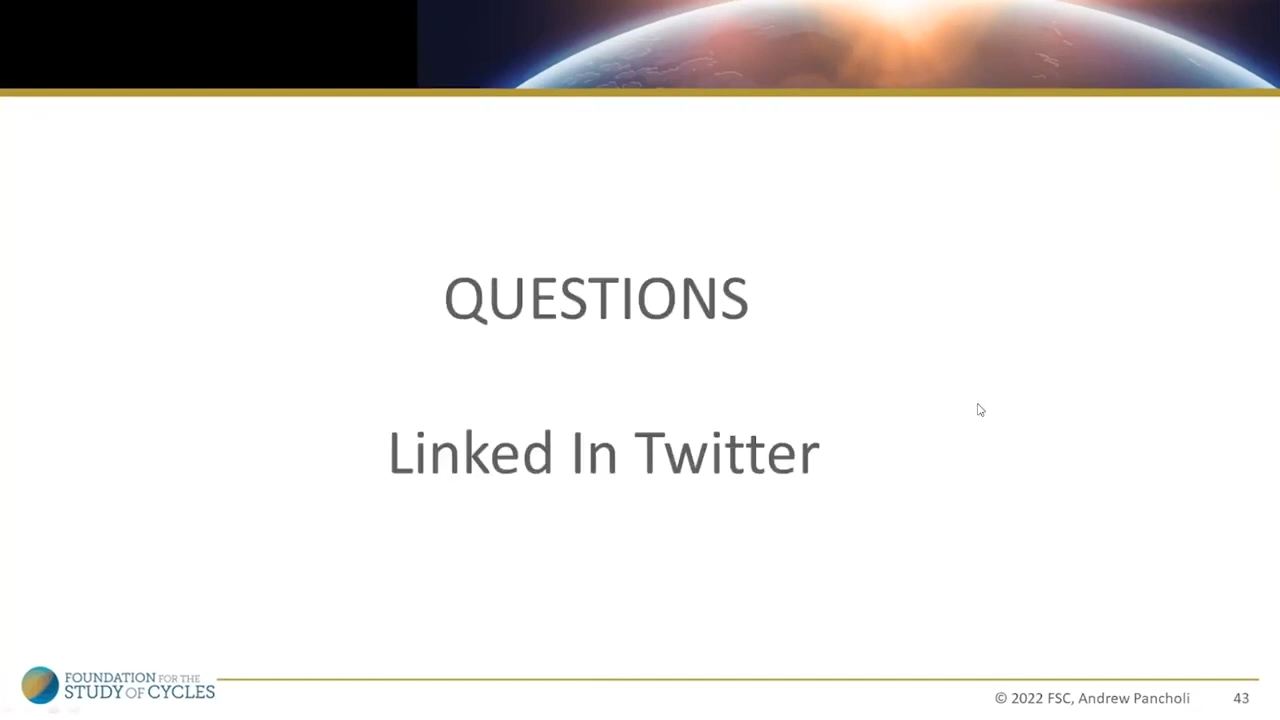 QUESTIONS
Linked In Twitter
FOUNDATION FOR THE
STUDY OF CYCLES
© 2022 FSC, Andrew Pancholi
43